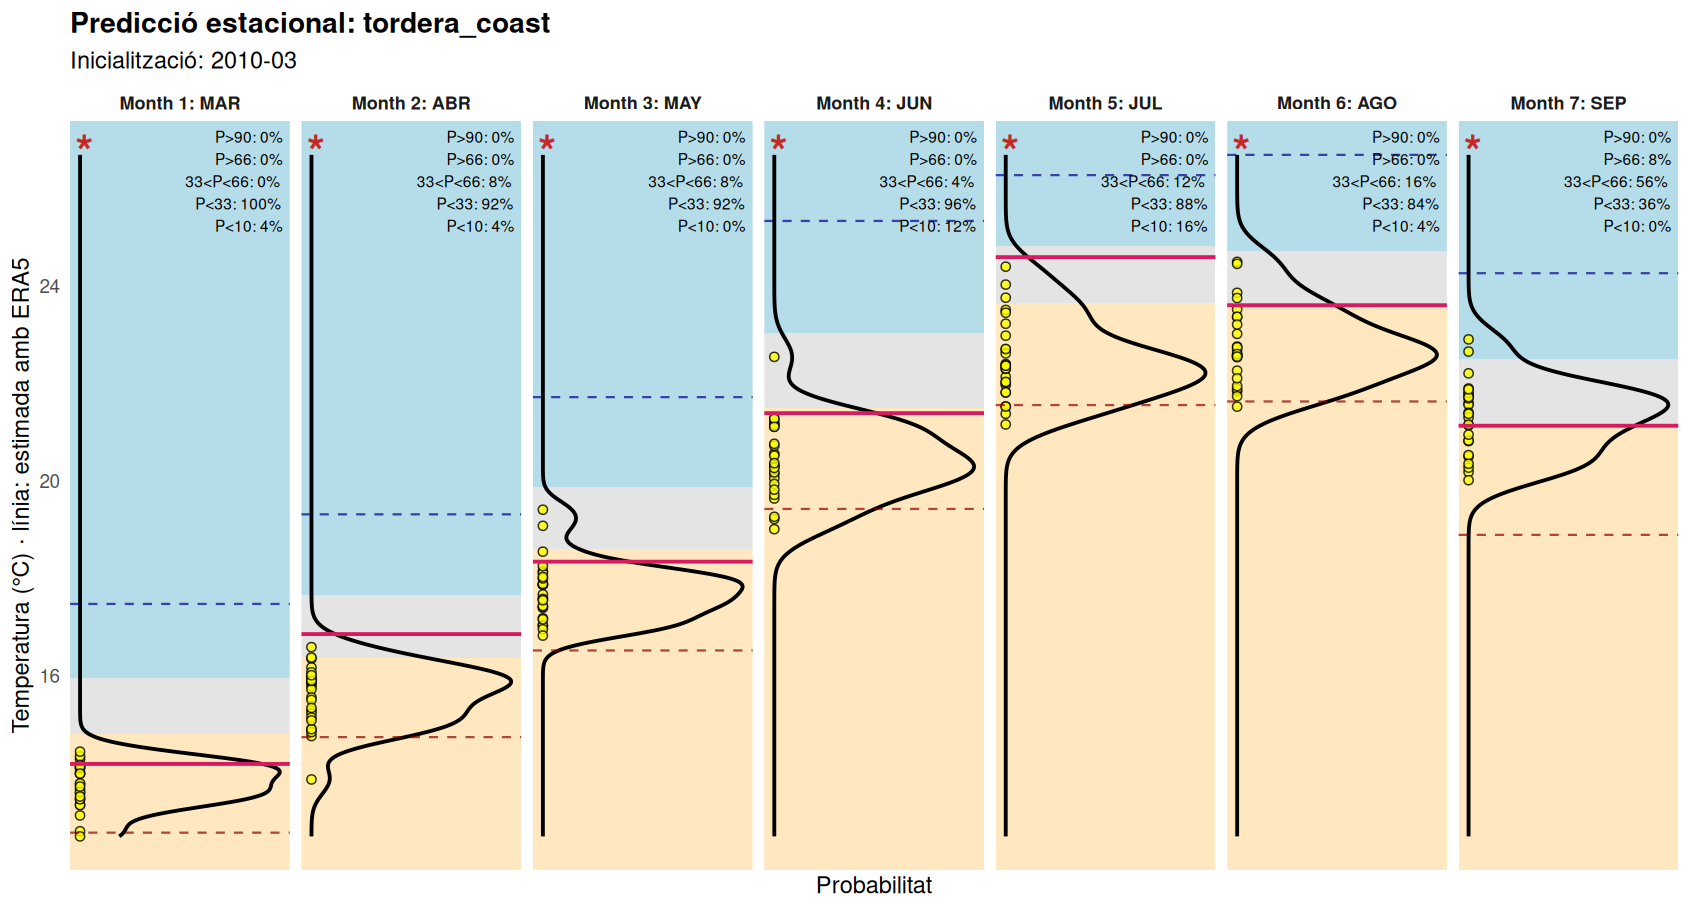 Predicció estacional: tordera_coast
Inicialització: 2010-03
Month 1: MAR
Month 2: ABR
Month 3: MAY
Month 4: JUN
Month 5: JUL
Month 6: AGO
Month 7: SEP
*
P>90: 0%
P>66: 0%
33<P<66: 0%
P<33: 100%
P<10: 4%
*
P>90: 0%
P>66: 0%
33<P<66: 8%
P<33: 92%
P<10: 4%
*
P>90: 0%
P>66: 0%
33<P<66: 8%
P<33: 92%
P<10: 0%
*
P>90: 0%
P>66: 0%
33<P<66: 4%
P<33: 96%
P<10: 12%
*
P>90: 0%
P>66: 0%
33<P<66: 12%
P<33: 88%
P<10: 16%
*
P>90: 0%
P>66: 0%
33<P<66: 16%
P<33: 84%
P<10: 4%
*
P>90: 0%
P>66: 8%
33<P<66: 56%
P<33: 36%
P<10: 0%
24
20
16
Temperatura (°C) · línia: estimada amb ERA5
Probabilitat